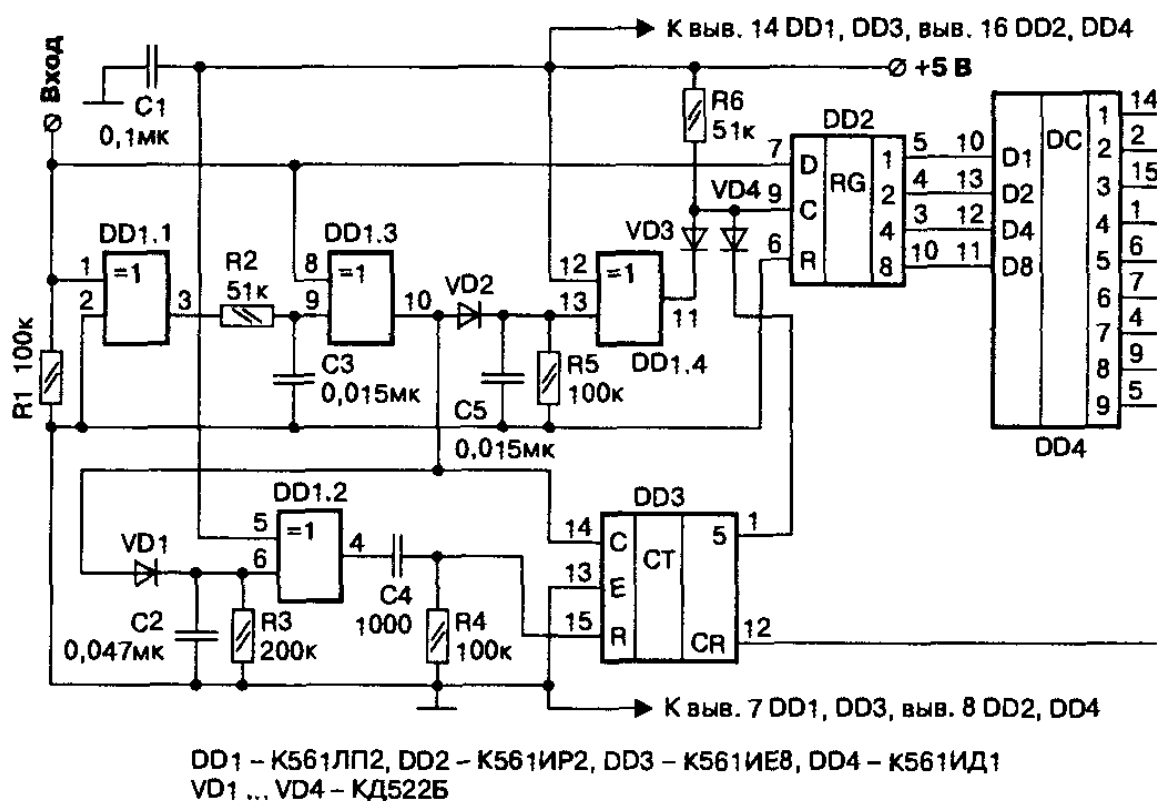 К выв. 14 DD1, DD3, выв. 16 DD2, DD4
Вход
+5 В
C1
0,1мк
R6
51к
DD2
DC
1 14
2 2
3 15
4 1
5 6
6 7
7 4
8 9
9 5
7 D
RG
1 5 10 D1
2 4 13 D2
4 3 12 D4
8 10 11 D8
9 C
6 R
VD4
VD3
DD1.1
1
2
=1
3
R2
51к
DD1.3
8
9
=1
10
VD2
12
13
=1
11
DD1.4
R1 100к
C3
0,015мк
C5
0,015мк
R5
100к
DD4
DD1.2
5
6
=1
4
VD1
C2
0,047мк
R3
200к
C4
1000
R4
100к
DD3
14 C
13 E
15 R
CT
5 1
CR 12
К выв. 7 DD1, DD3, выв. 8 DD2, DD4
DD1 – К561ЛП2, DD2 – К561ИР2, DD3 – К561ИЕ8, DD4 – К561ИД1
VD1 ... VD4 – КД522Б